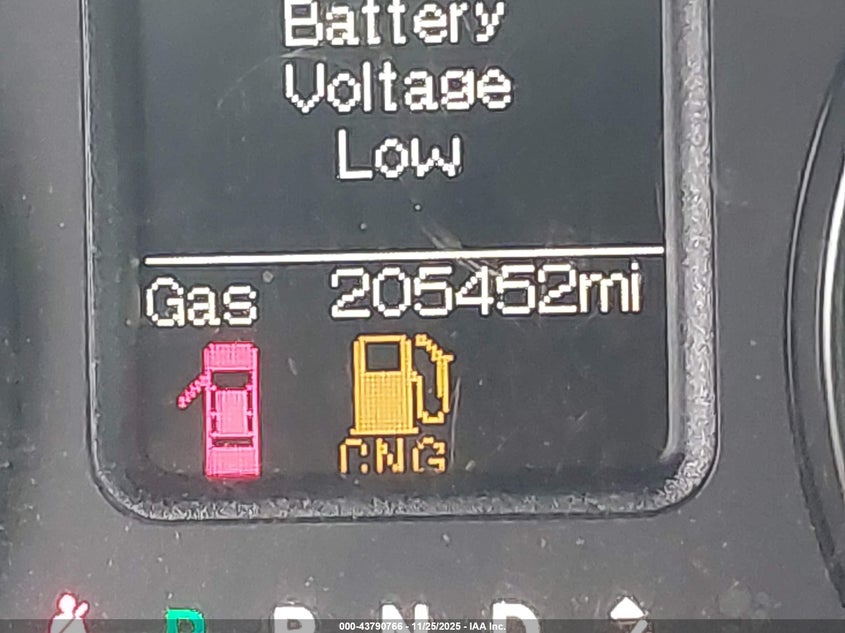 Battery
Voltage
Low
Gas 205452mi
CNG
P R N D
000-43790766 - 11/25/2025 - IAA Inc.